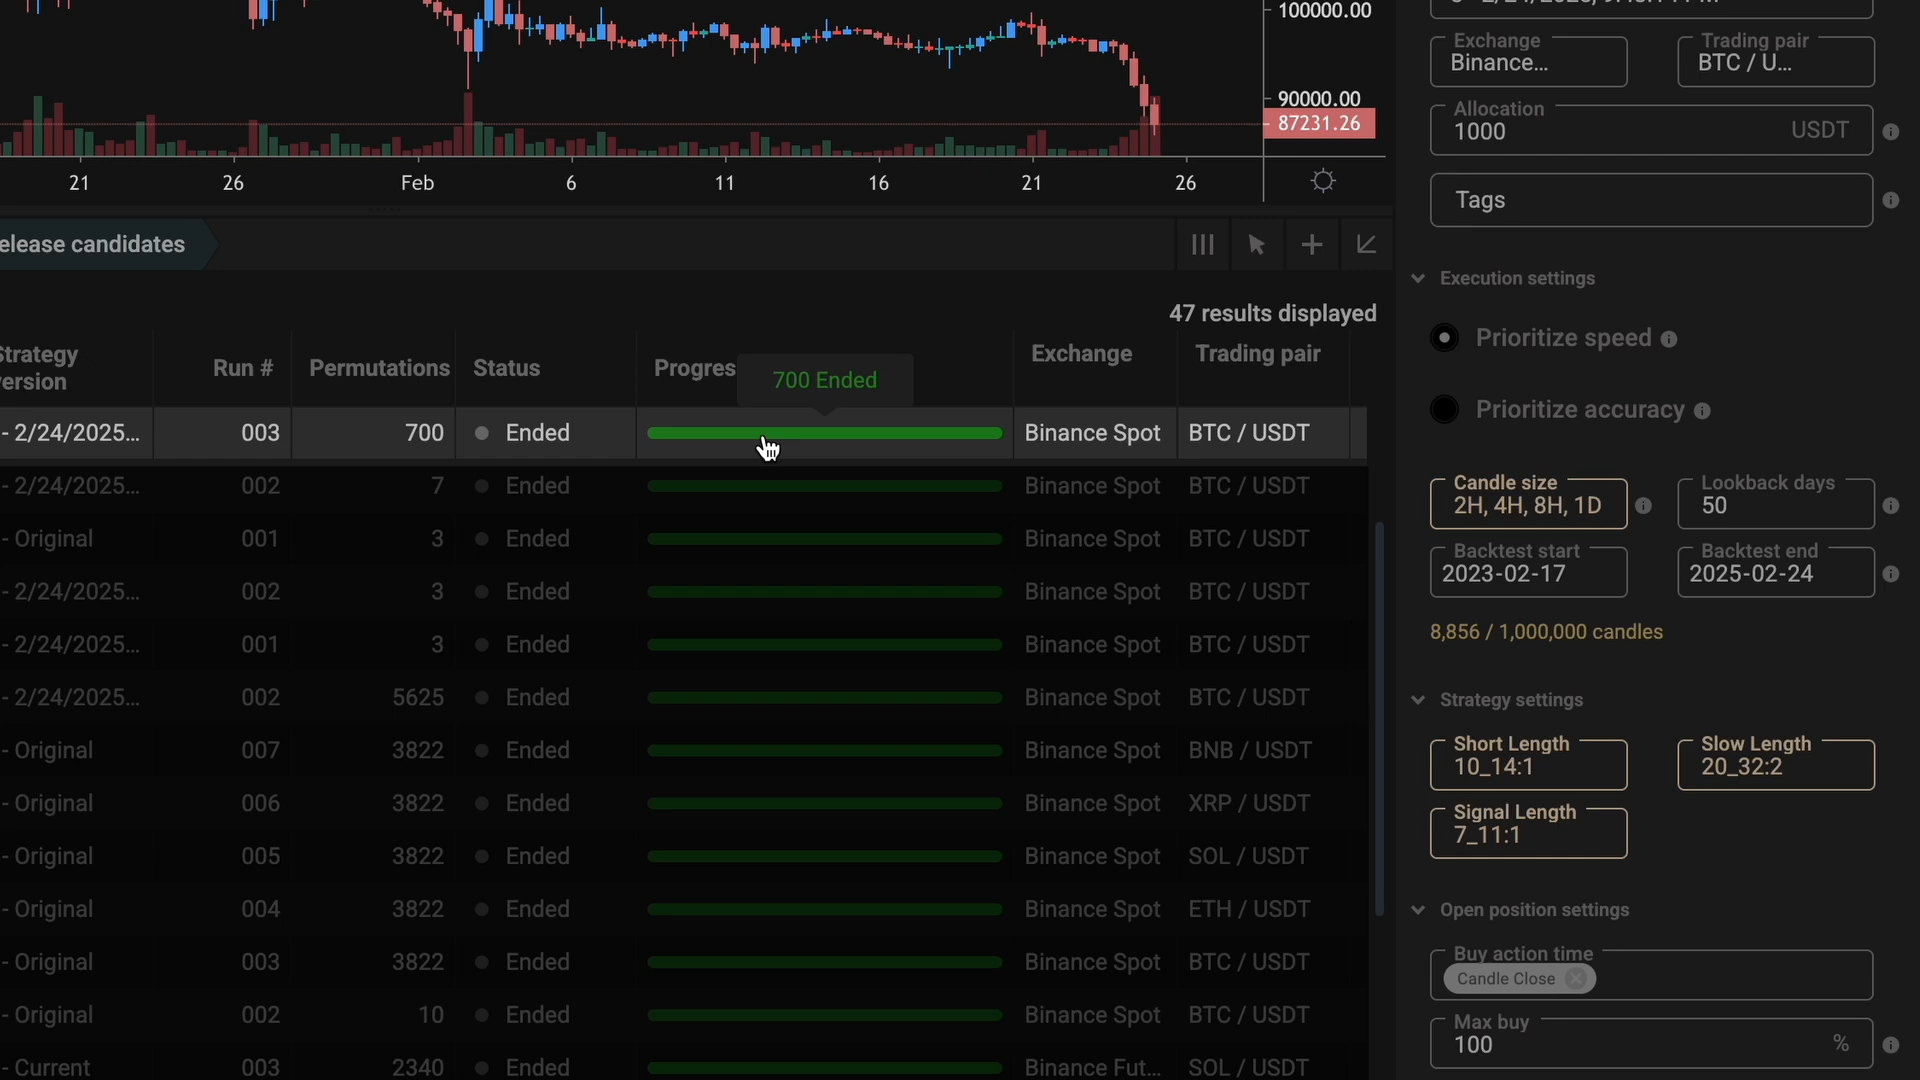 100000.00
90000.00
87231.26
21
26
Feb
6
11
16
21
26
elease candidates
47 results displayed
Strategy
ersion
Run #
Permutations
Status
Progres
700 Ended
Exchange
Trading pair
- 2/24/2025... 003 700 Ended Binance Spot BTC / USDT
- 2/24/2025... 002 7 Ended Binance Spot BTC / USDT
- Original 001 3 Ended Binance Spot BTC / USDT
- 2/24/2025... 002 3 Ended Binance Spot BTC / USDT
- 2/24/2025... 001 3 Ended Binance Spot BTC / USDT
- 2/24/2025... 002 5625 Ended Binance Spot BTC / USDT
- Original 007 3822 Ended Binance Spot BNB / USDT
- Original 006 3822 Ended Binance Spot XRP / USDT
- Original 005 3822 Ended Binance Spot SOL / USDT
- Original 004 3822 Ended Binance Spot ETH / USDT
- Original 003 3822 Ended Binance Spot BTC / USDT
- Original 002 10 Ended Binance Spot BTC / USDT
- Current 003 2340 Ended Binance Fut... SOL / USDT
Exchange
Binance...
Trading pair
BTC / U...
Allocation
1000 USDT
Tags
Execution settings
Prioritize speed
Prioritize accuracy
Candle size
2H, 4H, 8H, 1D
Lookback days
50
Backtest start
2023-02-17
Backtest end
2025-02-24
8,856 / 1,000,000 candles
Strategy settings
Short Length
10_14:1
Slow Length
20_32:2
Signal Length
7_11:1
Open position settings
Buy action time
Candle Close
Max buy
100 %